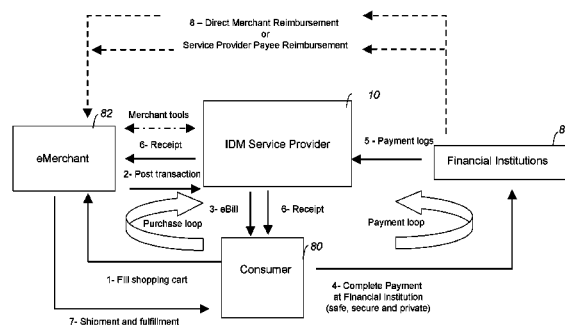 8 – Direct Merchant Reimbursement
or
Service Provider Payee Reimbursement
82
eMerchant
Merchant tools
6- Receipt
2- Post transaction
10
IDM Service Provider
5 - Payment logs
8
Financial Institutions
Purchase loop
3- eBill
6- Receipt
Payment loop
80
Consumer
1- Fill shopping cart
4- Complete Payment
at Financial Institution
(safe, secure and private)
7- Shipment and fulfillment